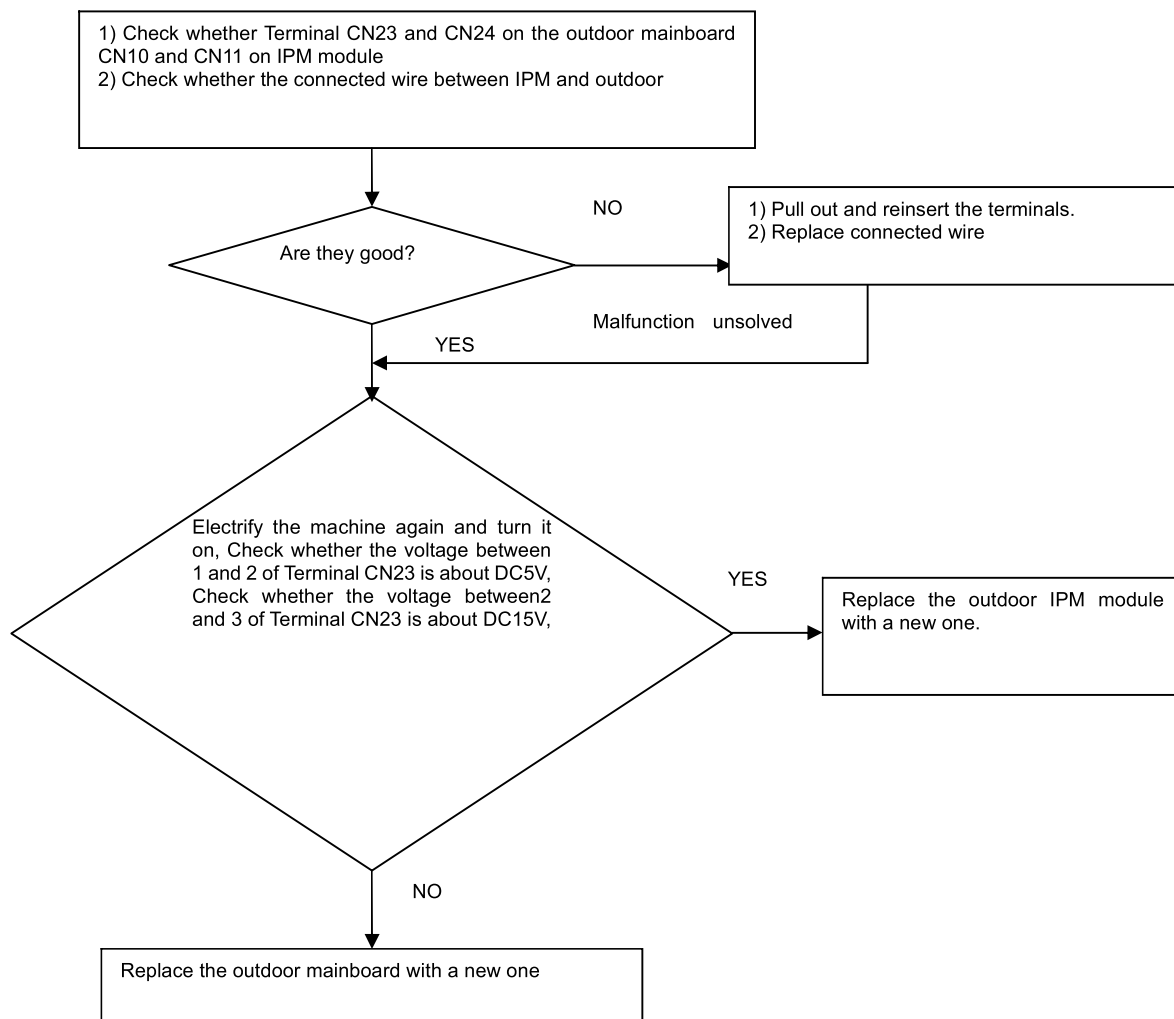 1) Check whether Terminal CN23 and CN24 on the outdoor mainboard
CN10 and CN11 on IPM module
2) Check whether the connected wire between IPM and outdoor
NO
1) Pull out and reinsert the terminals.
2) Replace connected wire
Are they good?
Malfunction unsolved
YES
Electrify the machine again and turn it
on, Check whether the voltage between
1 and 2 of Terminal CN23 is about DC5V,
Check whether the voltage between2
and 3 of Terminal CN23 is about DC15V,
YES
Replace the outdoor IPM module
with a new one.
NO
Replace the outdoor mainboard with a new one